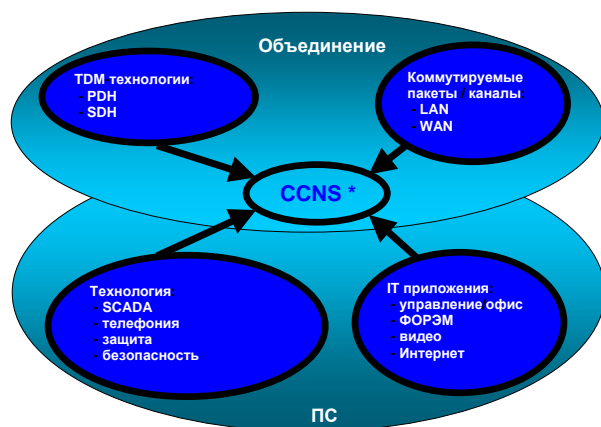 Объединение
TDM технологии:
- PDH
- SDH
Коммутируемые
пакеты / каналы:
- LAN
- WAN
CCNS *
Технология:
- SCADA
- телефония
- защита
- безопасность
IT приложения:
- управление/офис
- ФОРЭМ
- видео
- Интернет
ПС